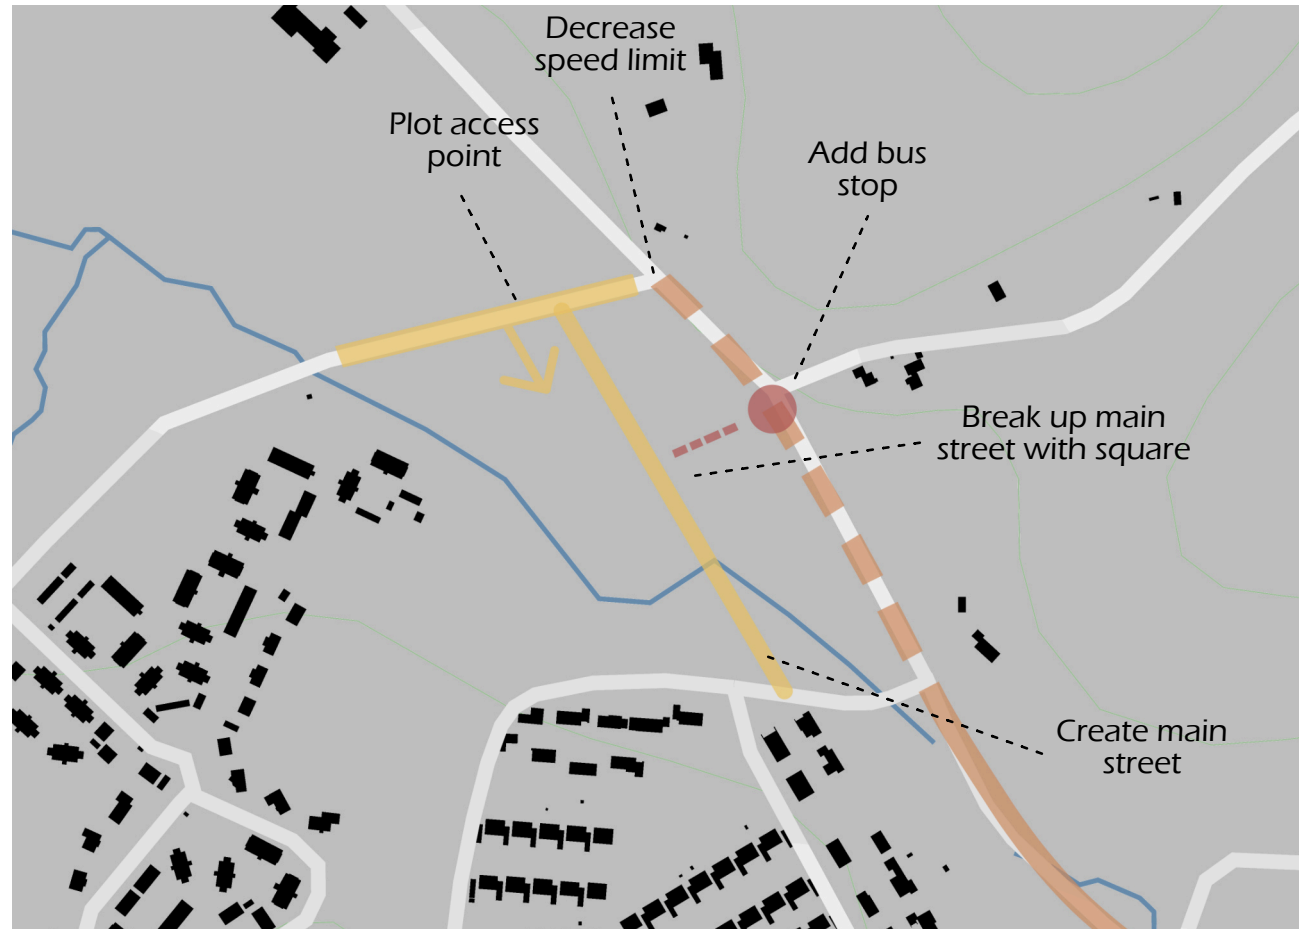 Decrease
speed limit
Plot access
point
Add bus
stop
Break up main
street with square
Create main
street